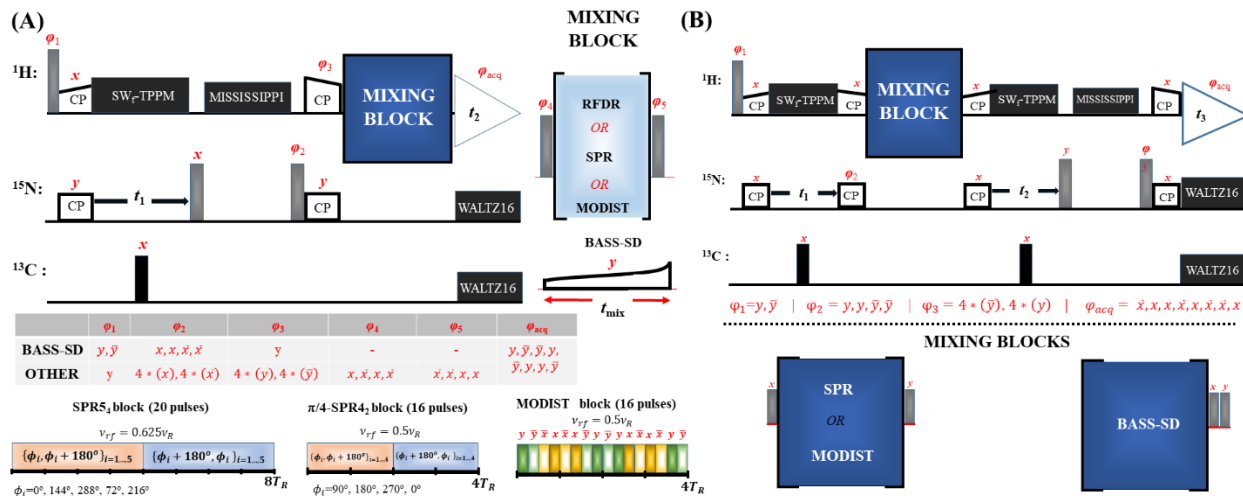 (A)
MIXING
BLOCK
φ₁
¹H:
x
CP
SWf-TPPM
MISSISSIPPI
φ₃
CP
MIXING
BLOCK
φacq
t₂
φ₄
RFDR
OR
SPR
OR
MODIST
φ₅
¹⁵N:
y
CP
t₁
x
φ₂
y
CP
WALTZ16
¹³C :
x
WALTZ16
BASS-SD
y
tmix
φ₁ φ₂ φ₃ φ₄ φ₅ φacq
BASS-SD y, ȳ x, x, x̄, x̄ y - - y, ȳ, ȳ, y,
OTHER y 4 * (x), 4 * (x̄) 4 * (y), 4 * (ȳ) x, x̄, x, x̄ x̄, x̄, x, x ȳ, y, y, ȳ
SPR5₄ block (20 pulses)
νrf = 0.625νR
{ϕᵢ, ϕᵢ + 180°}i=1...5 {ϕᵢ + 180°, ϕᵢ }i=1...5
8TR
ϕᵢ=0°, 144°, 288°, 72°, 216°
π/4-SPR4₂ block (16 pulses)
νrf = 0.5νR
{ϕᵢ, ϕᵢ + 180°}i=1...4 {ϕᵢ + 180°, ϕᵢ }i=1...4
4TR
ϕᵢ=90°, 180°, 270°, 0°
MODIST block (16 pulses)
νrf = 0.5νR
y ȳ x̄ x x̄ x y ȳ y ȳ x x̄ x x̄ y ȳ
4TR
(B)
φ₁
¹H:
x
CP
SWf-TPPM
x
CP
MIXING
BLOCK
x
CP
SWf-TPPM
MISSISSIPPI
x
CP
φacq
t₃
¹⁵N:
x
CP
t₁
φ₂
CP
x
CP
t₂
y
φ
x
CP
WALTZ16
¹³C :
x
x
WALTZ16
φ₁=y, ȳ | φ₂ = y, y, ȳ, ȳ | φ₃ = 4 * (ȳ), 4 * (y) | φacq = x̄, x, x, x̄, x, x̄, x̄, x
MIXING BLOCKS
x
SPR
OR
MODIST
y
BASS-SD
x y